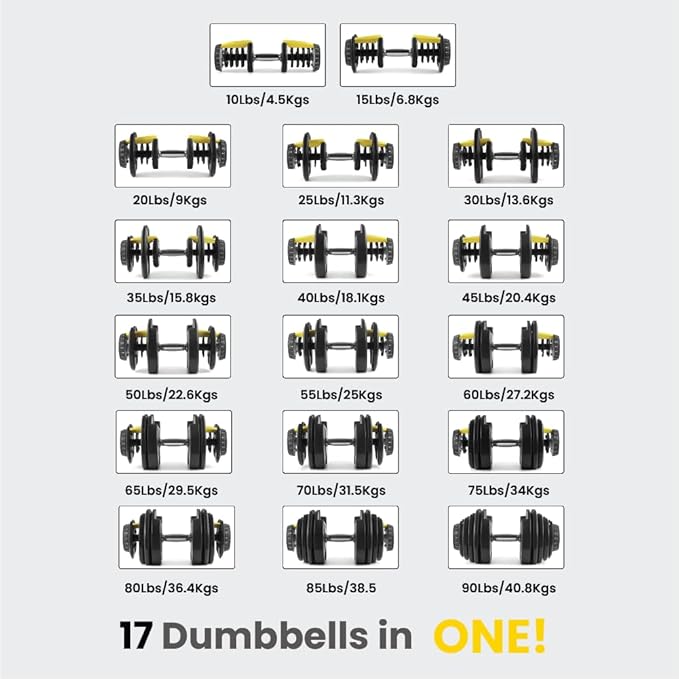 10Lbs/4.5Kgs 15Lbs/6.8Kgs
20Lbs/9Kgs 25Lbs/11.3Kgs 30Lbs/13.6Kgs
35Lbs/15.8Kgs 40Lbs/18.1Kgs 45Lbs/20.4Kgs
50Lbs/22.6Kgs 55Lbs/25Kgs 60Lbs/27.2Kgs
65Lbs/29.5Kgs 70Lbs/31.5Kgs 75Lbs/34Kgs
80Lbs/36.4Kgs 85Lbs/38.5 90Lbs/40.8Kgs
17 Dumbbells in ONE!